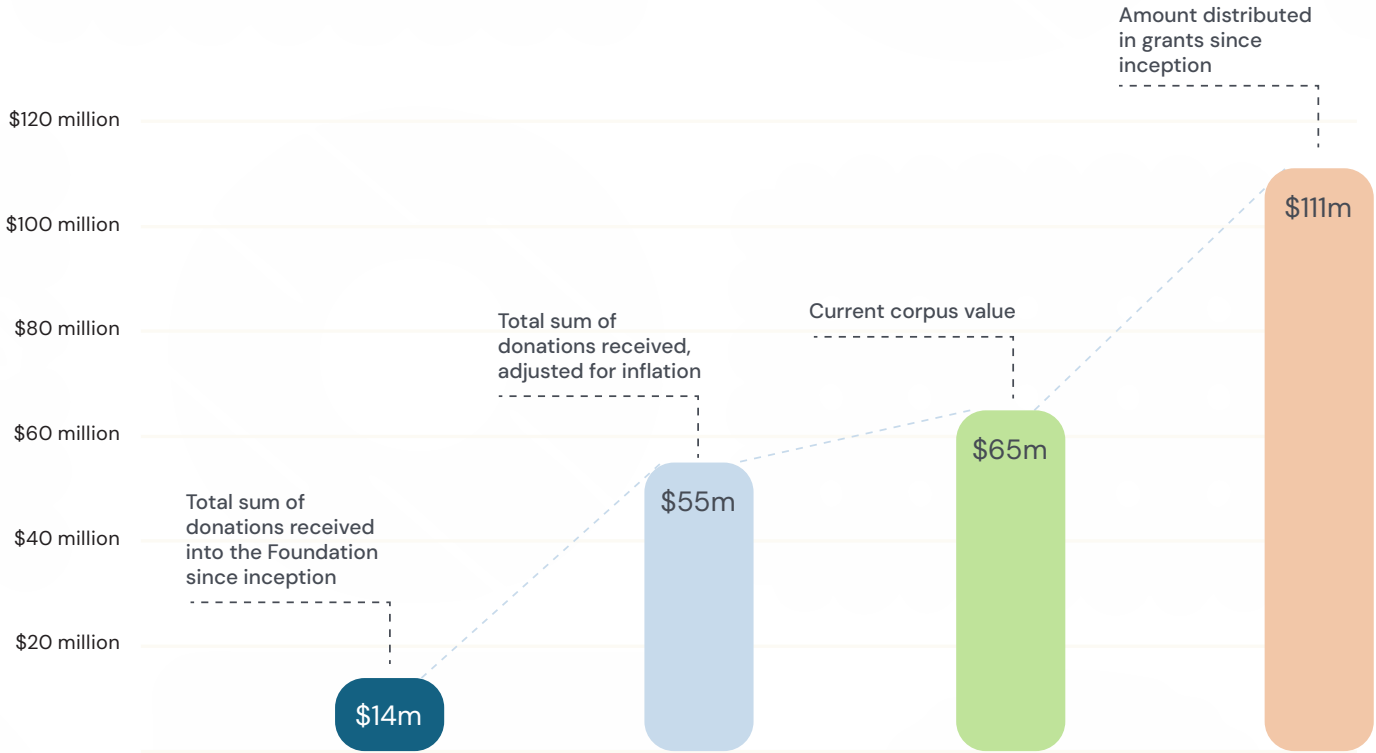 Amount distributed
in grants since
inception
$120 million
$100 million
$111m
$80 million
Total sum of
donations received,
adjusted for inflation
Current corpus value
$60 million
$65m
$55m
Total sum of
donations received
into the Foundation
since inception
$40 million
$20 million
$14m